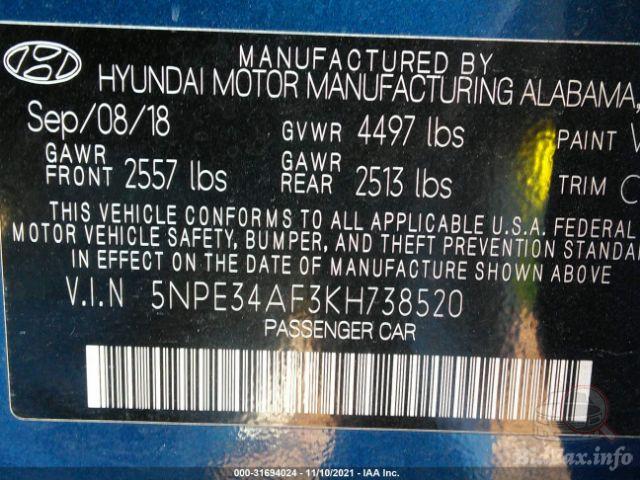 MANUFACTURED BY
HYUNDAI MOTOR MANUFACTURING ALABAMA,
Sep/08/18 GVWR 4497 lbs PAINT
GAWR FRONT 2557 lbs GAWR REAR 2513 lbs TRIM
THIS VEHICLE CONFORMS TO ALL APPLICABLE U.S.A. FEDERAL
MOTOR VEHICLE SAFETY, BUMPER, AND THEFT PREVENTION STANDA
IN EFFECT ON THE DATE OF MANUFACTURE SHOWN ABOVE
V.I.N 5NPE34AF3KH738520
PASSENGER CAR
BidFax.info
000-31694024 — 11/10/2021 — IAA Inc.